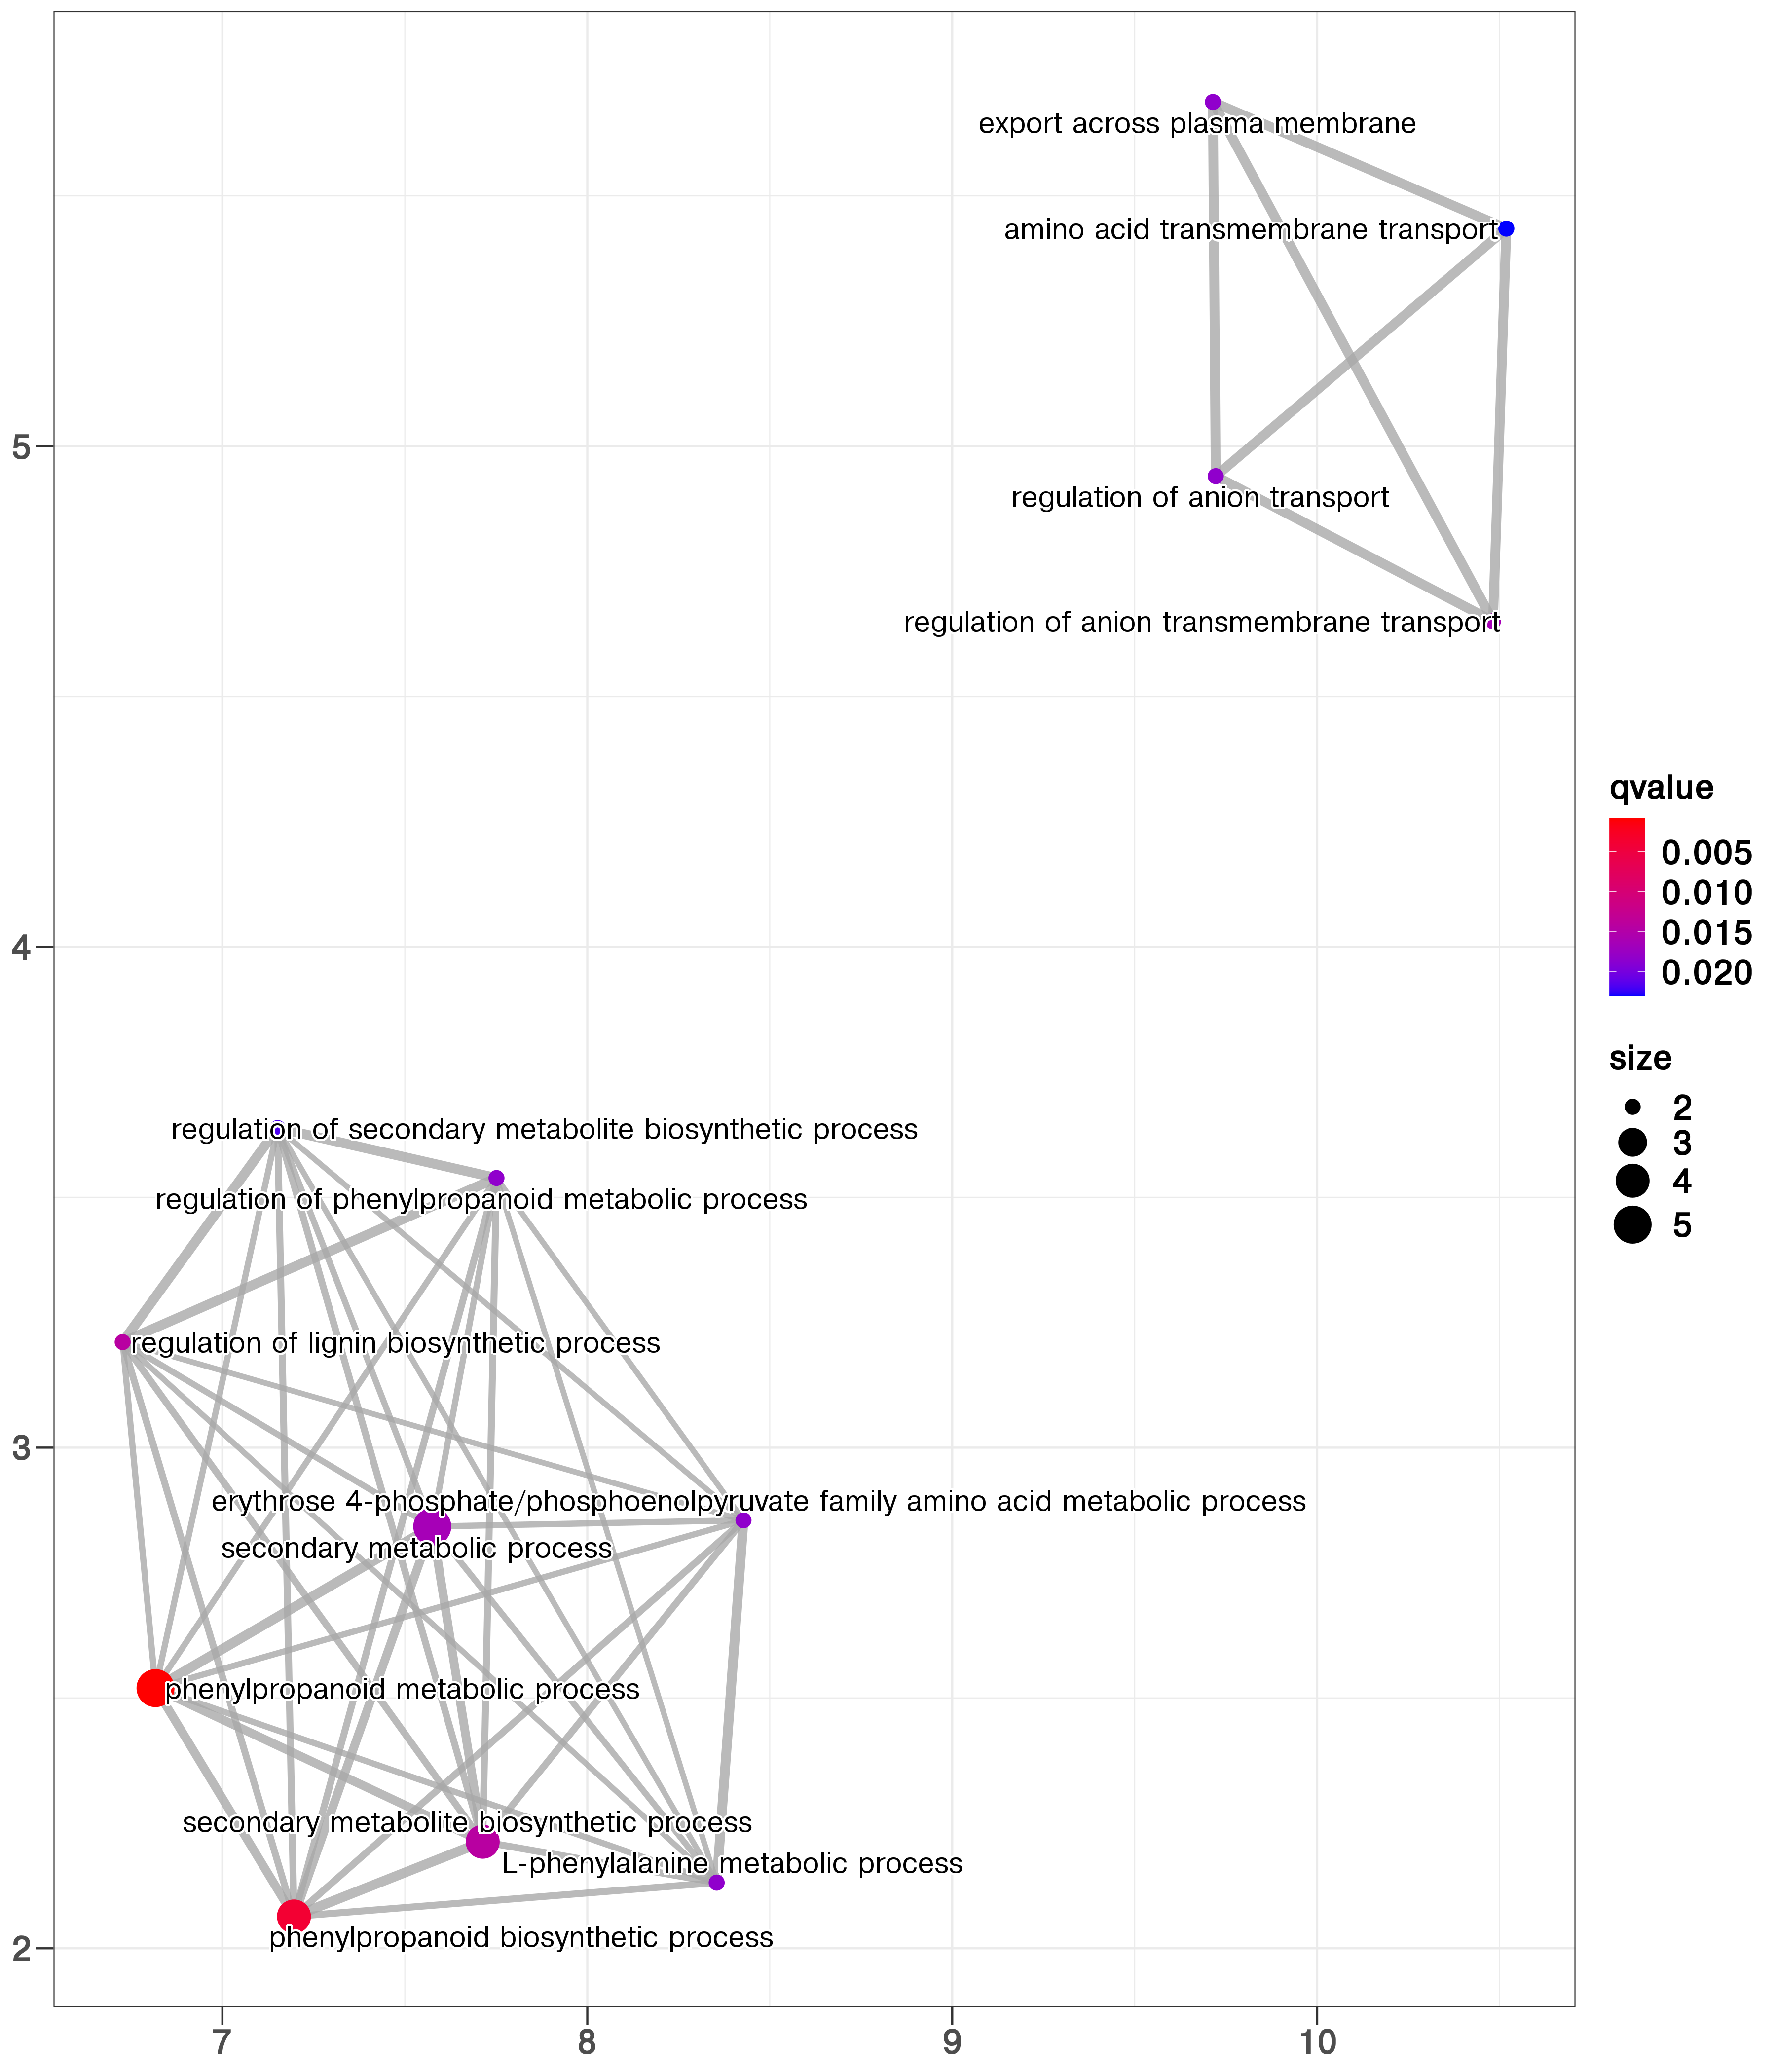 export across plasma membrane
amino acid transmembrane transport
5
regulation of anion transport
regulation of anion transmembrane transport
qvalue
0.005
0.010
0.015
0.020
4
size
2
3
4
5
regulation of secondary metabolite biosynthetic process
regulation of phenylpropanoid metabolic process
regulation of lignin biosynthetic process
3
erythrose 4-phosphate/phosphoenolpyruvate family amino acid metabolic process
secondary metabolic process
phenylpropanoid metabolic process
secondary metabolite biosynthetic process
L-phenylalanine metabolic process
phenylpropanoid biosynthetic process
2
7 8 9 10